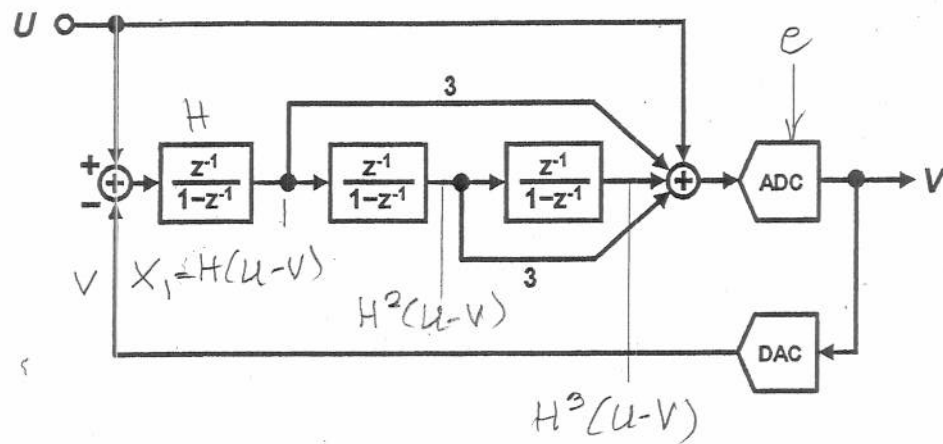 U
e
3
H
+
z⁻¹
1−z⁻¹
z⁻¹
1−z⁻¹
z⁻¹
1−z⁻¹
+
+
ADC
V
−
3
V
X₁=H(U-V)
H²(U-V)
DAC
H³(U-V)